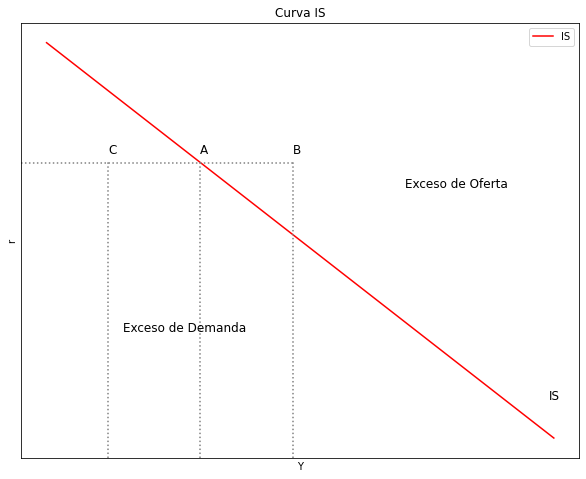 Curva IS
IS
C
A
B
Exceso de Oferta
r
Exceso de Demanda
IS
Y